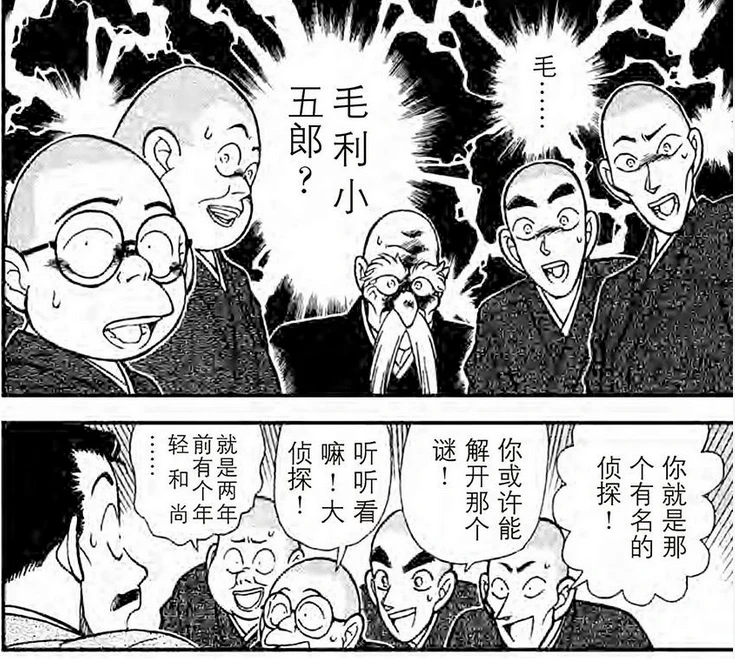 毛……
毛利小
五郎？
你就是那
个有名的
侦探！
你或许能
解开那个
谜！
听听看
嘛！大
侦探！
就是两年
前有个年
轻和尚
……